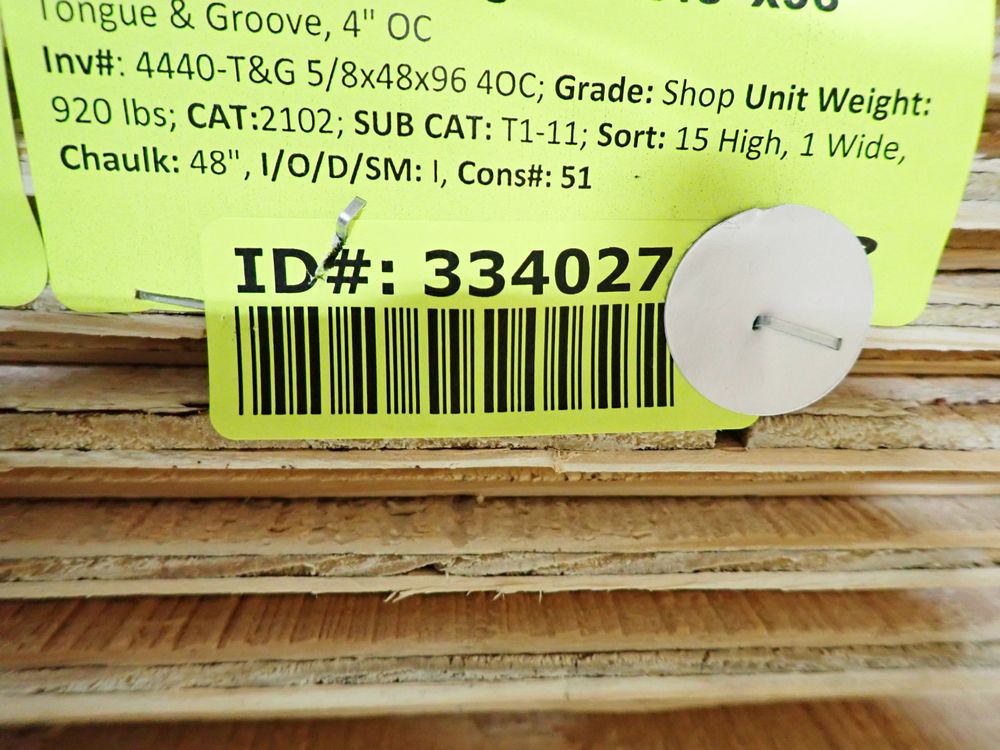 Tongue & Groove, 4" OC
Inv#: 4440-T&G 5/8x48x96 4OC; Grade: Shop Unit Weight:
920 lbs; CAT:2102; SUB CAT: T1-11; Sort: 15 High, 1 Wide,
Chaulk: 48", I/O/D/SM: I, Cons#: 51
ID#: 334027